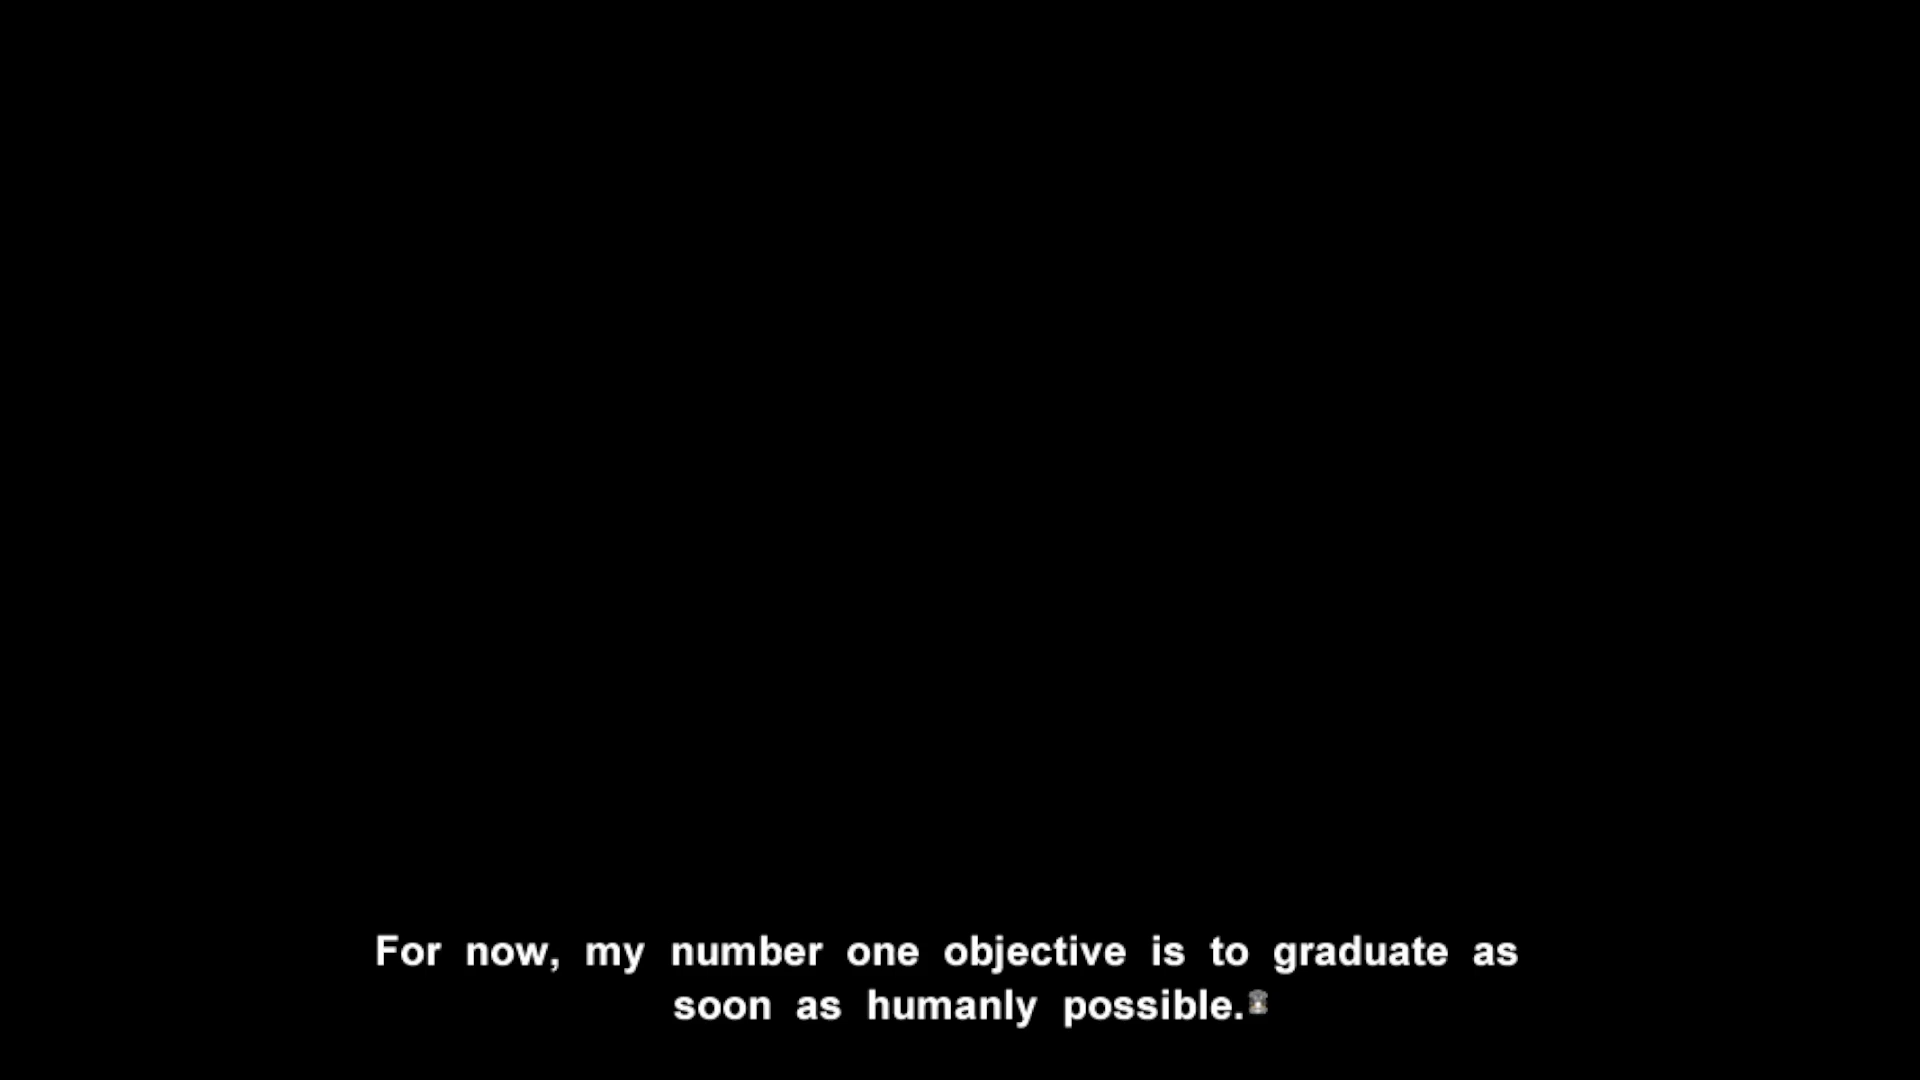 For now, my number one objective is to graduate as
soon as humanly possible.